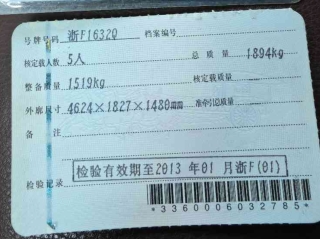 号牌号码 浙F1632Q 档案编号
核定载人数 5人 总质量 1894kg
整备质量 1519kg 核定载质量
外廓尺寸 4624×1827×1480mm 准牵引总质量
备注
检验有效期至2013年01月浙F(01)
检验记录
*3360006032785*